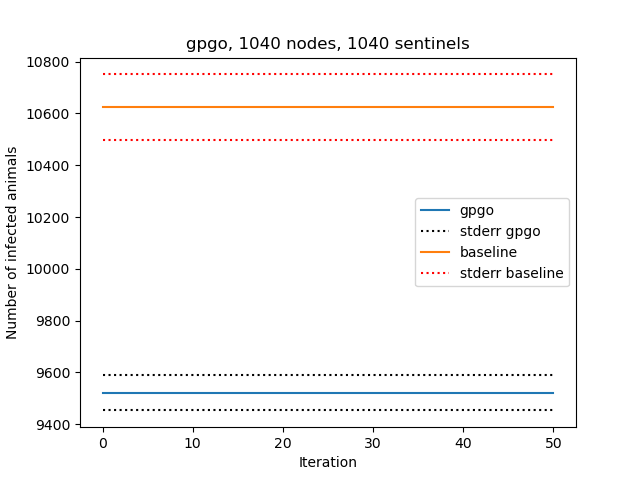 gpgo, 1040 nodes, 1040 sentinels
10800
10600
10400
10200
10000
9800
9600
9400
Number of infected animals
gpgo
stderr gpgo
baseline
stderr baseline
0 10 20 30 40 50
Iteration